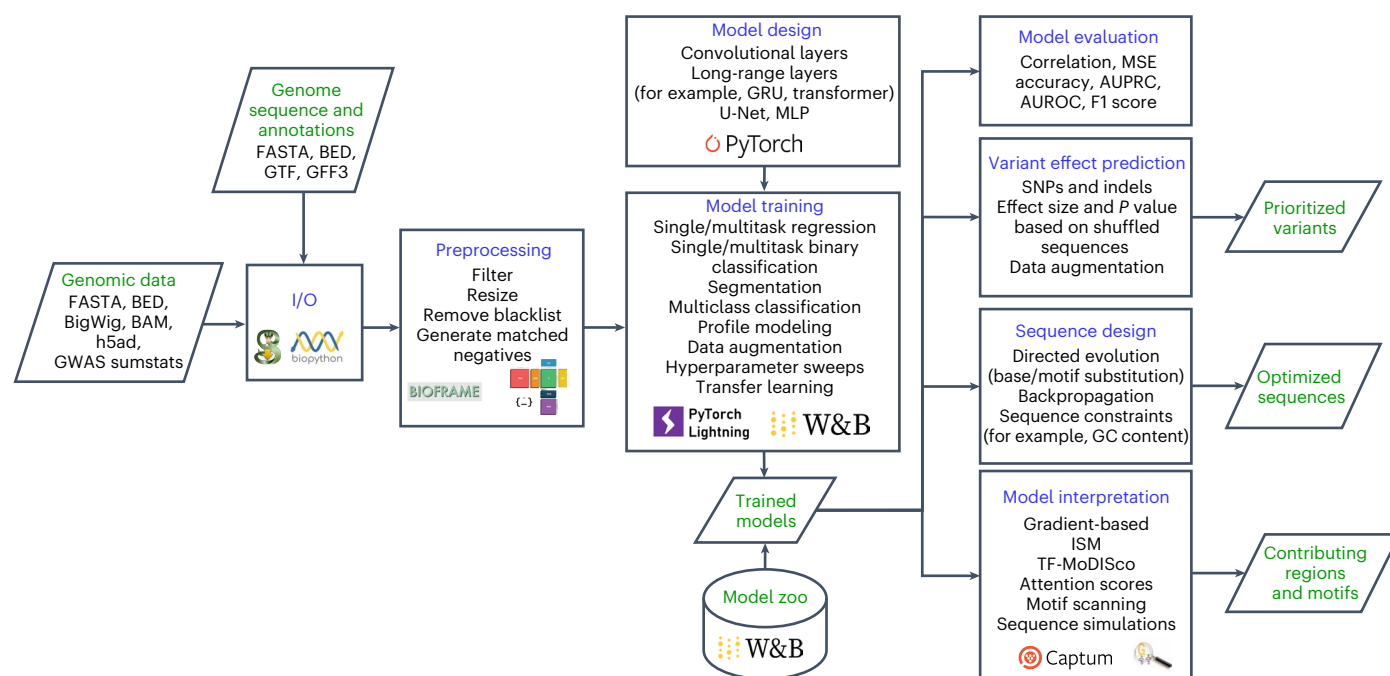 Genome
sequence and
annotations
FASTA, BED,
GTF, GFF3
Genomic data
FASTA, BED,
BigWig, BAM,
h5ad,
GWAS sumstats
I/O
biopython
Preprocessing
Filter
Resize
Remove blacklist
Generate matched
negatives
BIOFRAME
{...}
Model design
Convolutional layers
Long-range layers
(for example, GRU, transformer)
U-Net, MLP
PyTorch
Model training
Single/multitask regression
Single/multitask binary
classification
Segmentation
Multiclass classification
Profile modeling
Data augmentation
Hyperparameter sweeps
Transfer learning
PyTorch
Lightning
W&B
Trained
models
Model zoo
W&B
Model evaluation
Correlation, MSE
accuracy, AUPRC,
AUROC, F1 score
Variant effect prediction
SNPs and indels
Effect size and P value
based on shuffled
sequences
Data augmentation
Prioritized
variants
Sequence design
Directed evolution
(base/motif substitution)
Backpropagation
Sequence constraints
(for example, GC content)
Optimized
sequences
Model interpretation
Gradient-based
ISM
TF-MoDISco
Attention scores
Motif scanning
Sequence simulations
Captum
Contributing
regions
and motifs